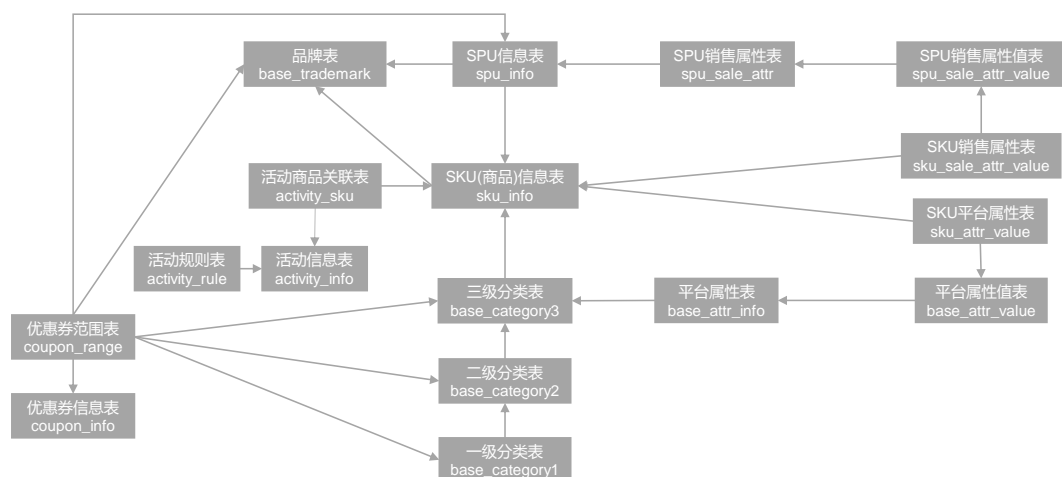 品牌表
base_trademark
SPU信息表
spu_info
SPU销售属性表
spu_sale_attr
SPU销售属性值表
spu_sale_attr_value
SKU销售属性表
sku_sale_attr_value
活动商品关联表
activity_sku
SKU(商品)信息表
sku_info
SKU平台属性表
sku_attr_value
活动规则表
activity_rule
活动信息表
activity_info
三级分类表
base_category3
平台属性表
base_attr_info
平台属性值表
base_attr_value
优惠券范围表
coupon_range
二级分类表
base_category2
优惠券信息表
coupon_info
一级分类表
base_category1